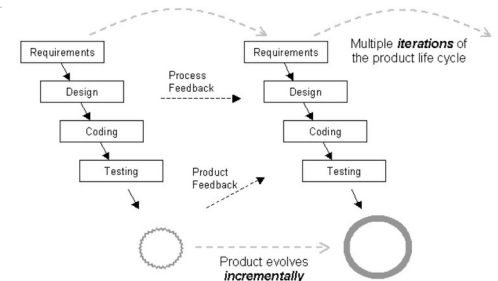 Requirements
Design
Coding
Testing
Process
Feedback
Product
Feedback
Requirements
Design
Coding
Testing
Multiple iterations of
the product life cycle
Product evolves
incrementally